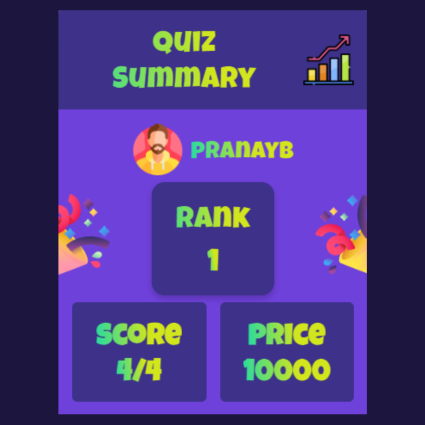 Quiz
Summary
PranayB
Rank
1
Score
4/4
Price
10000